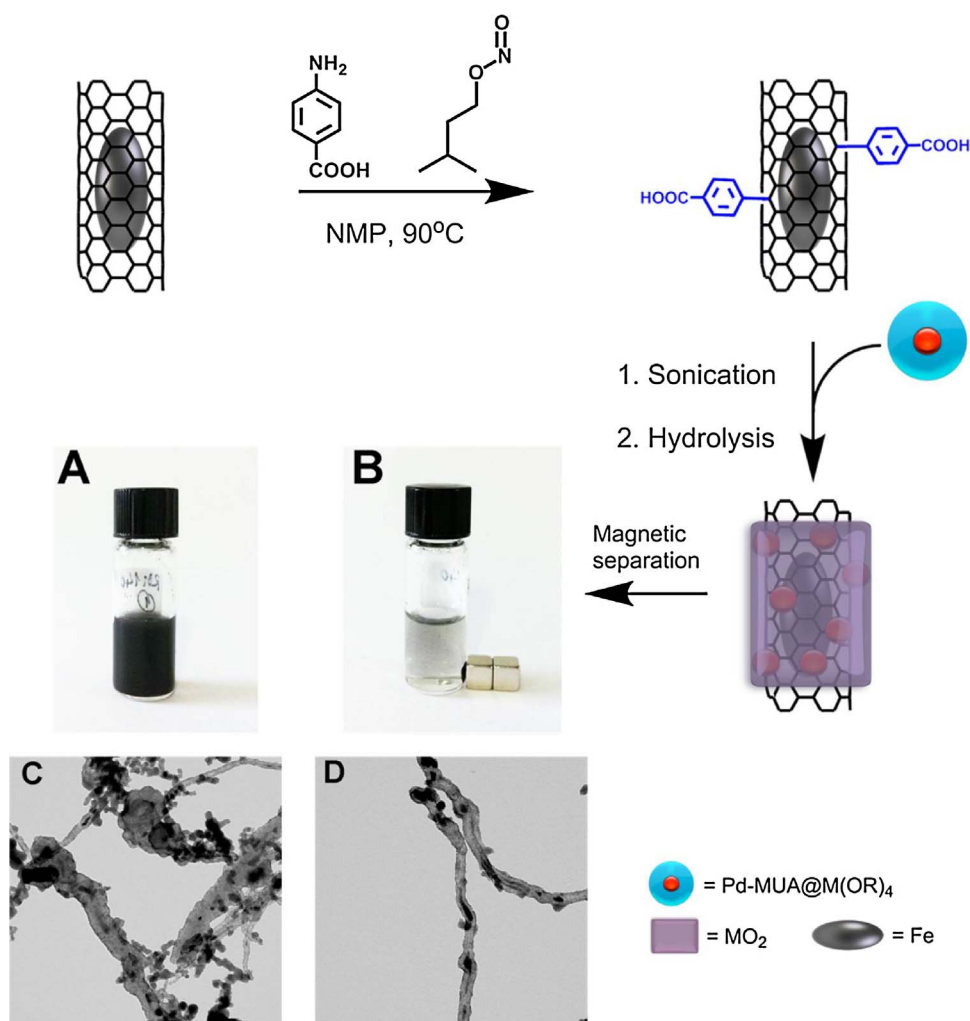 O
N
O
NH2
COOH
NMP, 90°C
COOH
HOOC
1. Sonication
2. Hydrolysis
A
B
Magnetic
separation
C
D
= Pd-MUA@M(OR)4
= MO2
= Fe